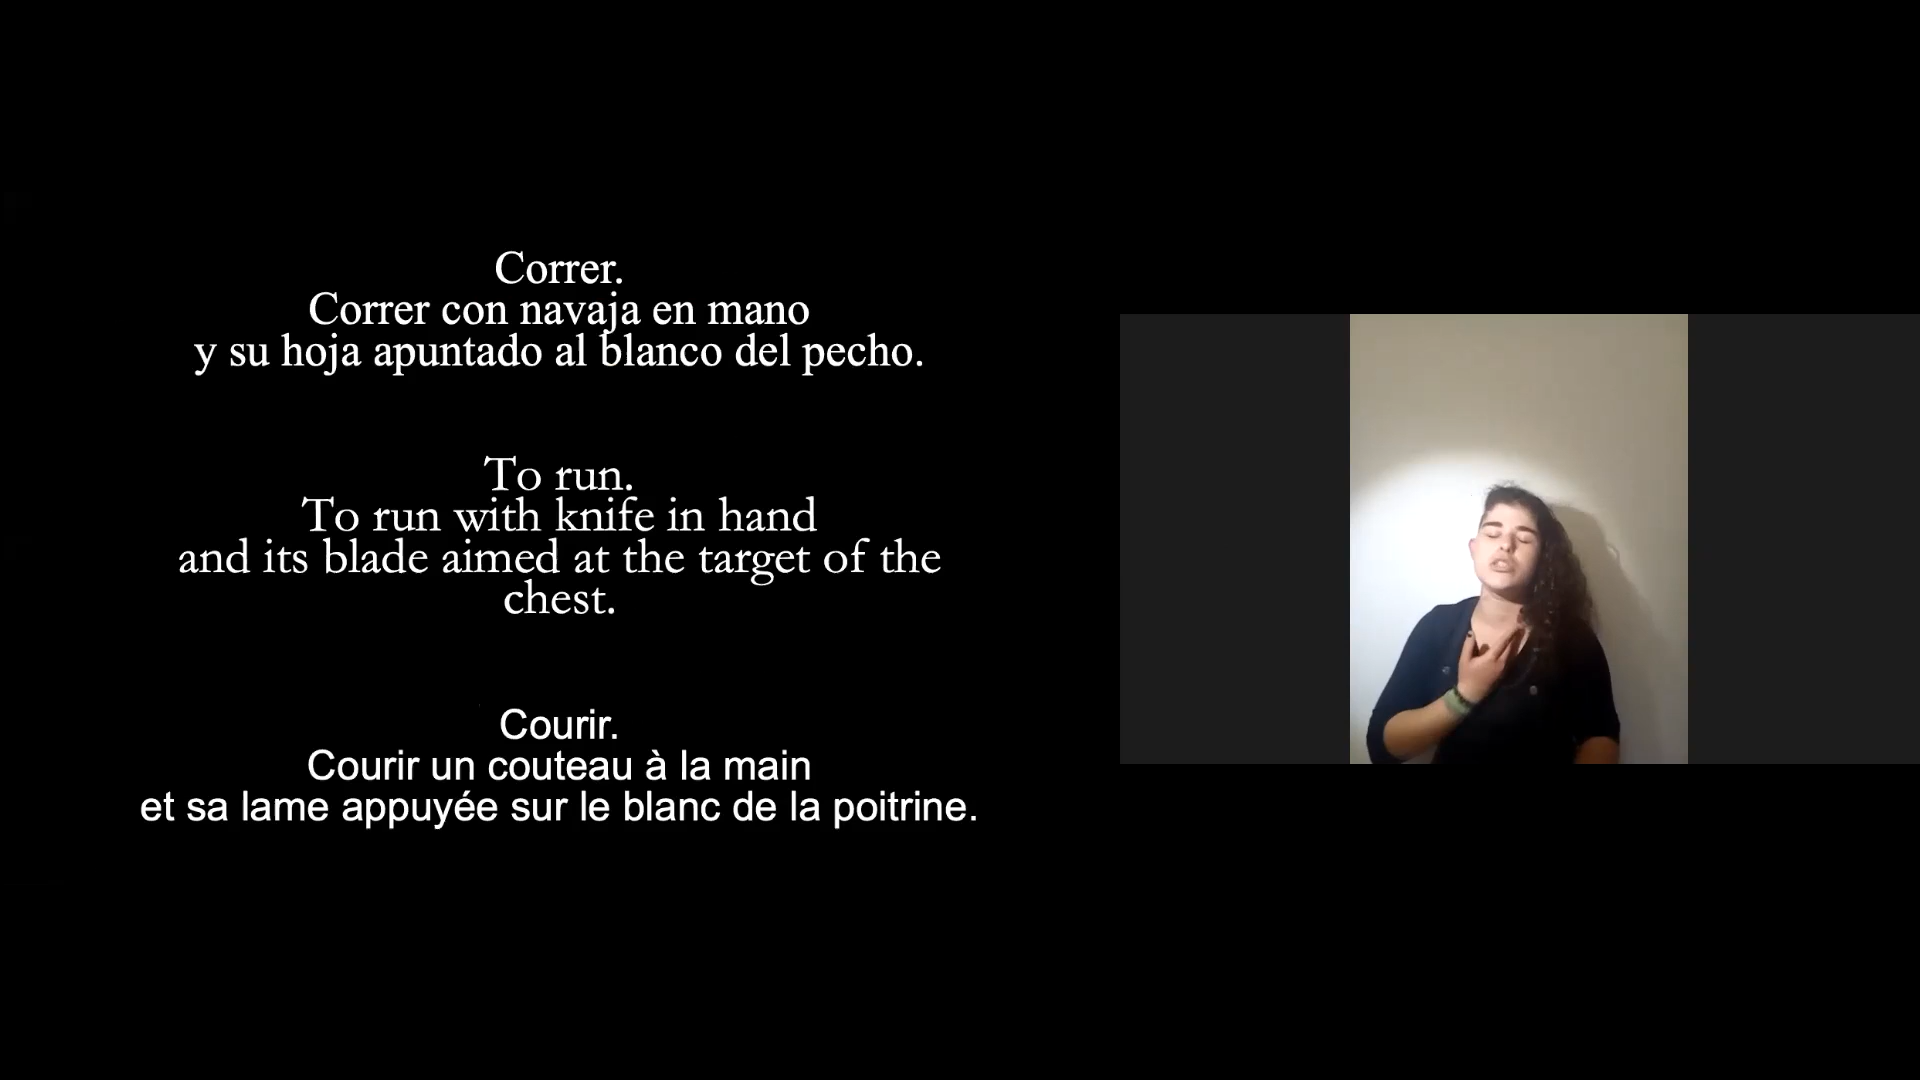 Correr.
Correr con navaja en mano
y su hoja apuntado al blanco del pecho.
To run.
To run with knife in hand
and its blade aimed at the target of the
chest.
Courir.
Courir un couteau à la main
et sa lame appuyée sur le blanc de la poitrine.